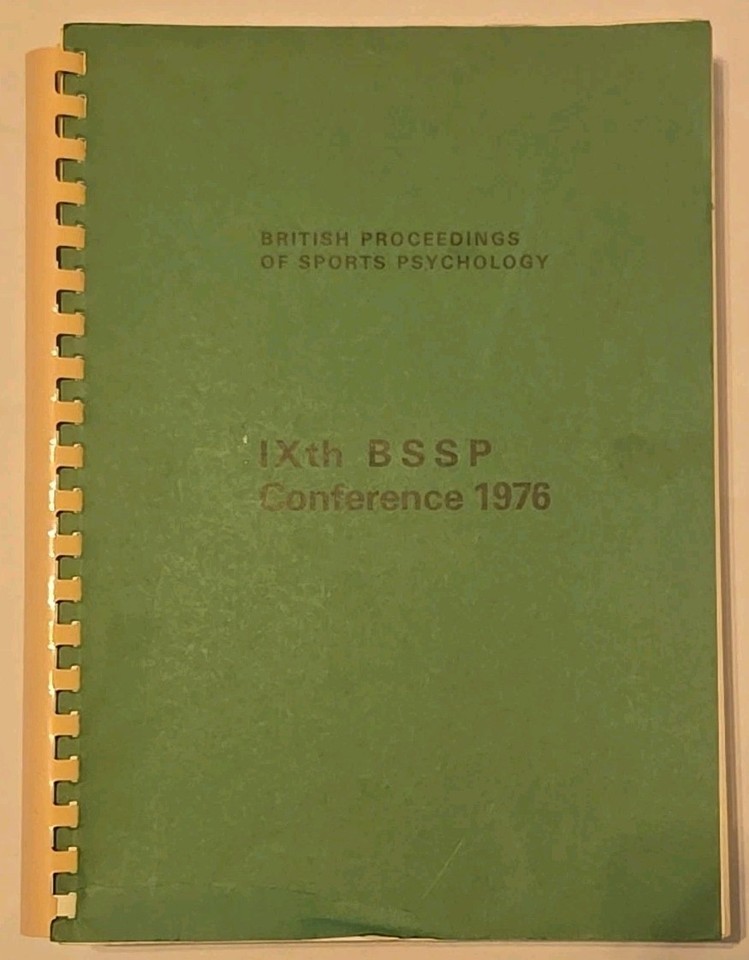 BRITISH PROCEEDINGS
OF SPORTS PSYCHOLOGY
IXth BSSP
Conference 1976